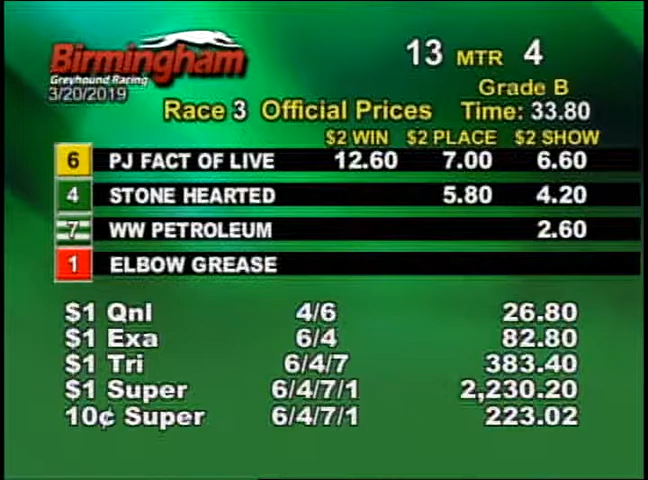 Birmingham
Greyhound Racing
3/20/2019
13 MTR 4
Grade B
Race 3 Official Prices Time: 33.80
$2 WIN $2 PLACE $2 SHOW
6 PJ FACT OF LIVE 12.60 7.00 6.60
4 STONE HEARTED 5.80 4.20
7 WW PETROLEUM 2.60
1 ELBOW GREASE
$1 Qnl 4/6 26.80
$1 Exa 6/4 82.80
$1 Tri 6/4/7 383.40
$1 Super 6/4/7/1 2,230.20
10¢ Super 6/4/7/1 223.02